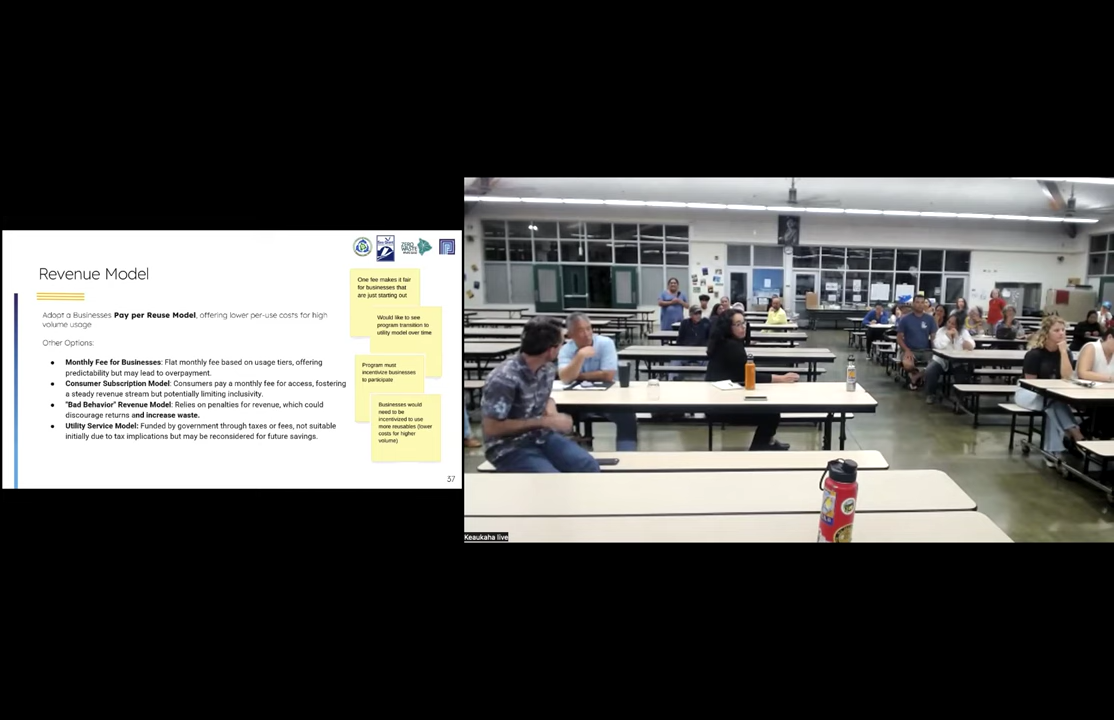 Revenue Model
Adopt a Businesses Pay per Reuse Model, offering lower per-use costs for high
volume usage
Other Options:
● Monthly Fee for Businesses: Flat monthly fee based on usage tiers, offering
predictability but may lead to overpayment.
● Consumer Subscription Model: Consumers pay a monthly fee for access, fostering
a steady revenue stream but potentially limiting inclusivity.
● "Bad Behavior" Revenue Model: Relies on penalties for revenue, which could
discourage returns and increase waste.
● Utility Service Model: Funded by government through taxes or fees, not suitable
initially due to tax implications but may be reconsidered for future savings.
ZERO
WASTE
One fee makes it fair
for businesses that
are just starting out
Would like to see
program transition to
utility model over time
Program must
incentivize businesses
to participate
Businesses would
need to be
incentivized to use
more reusables (lower
costs for higher
volume)
37
Keaukaha live